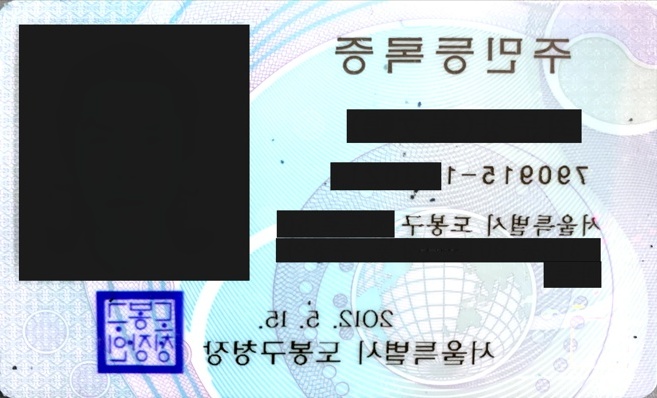 주민등록증
790915-1
서울특별시 도봉구
2012. 5. 15.
서울특별시 도봉구청장
도봉구
청장인